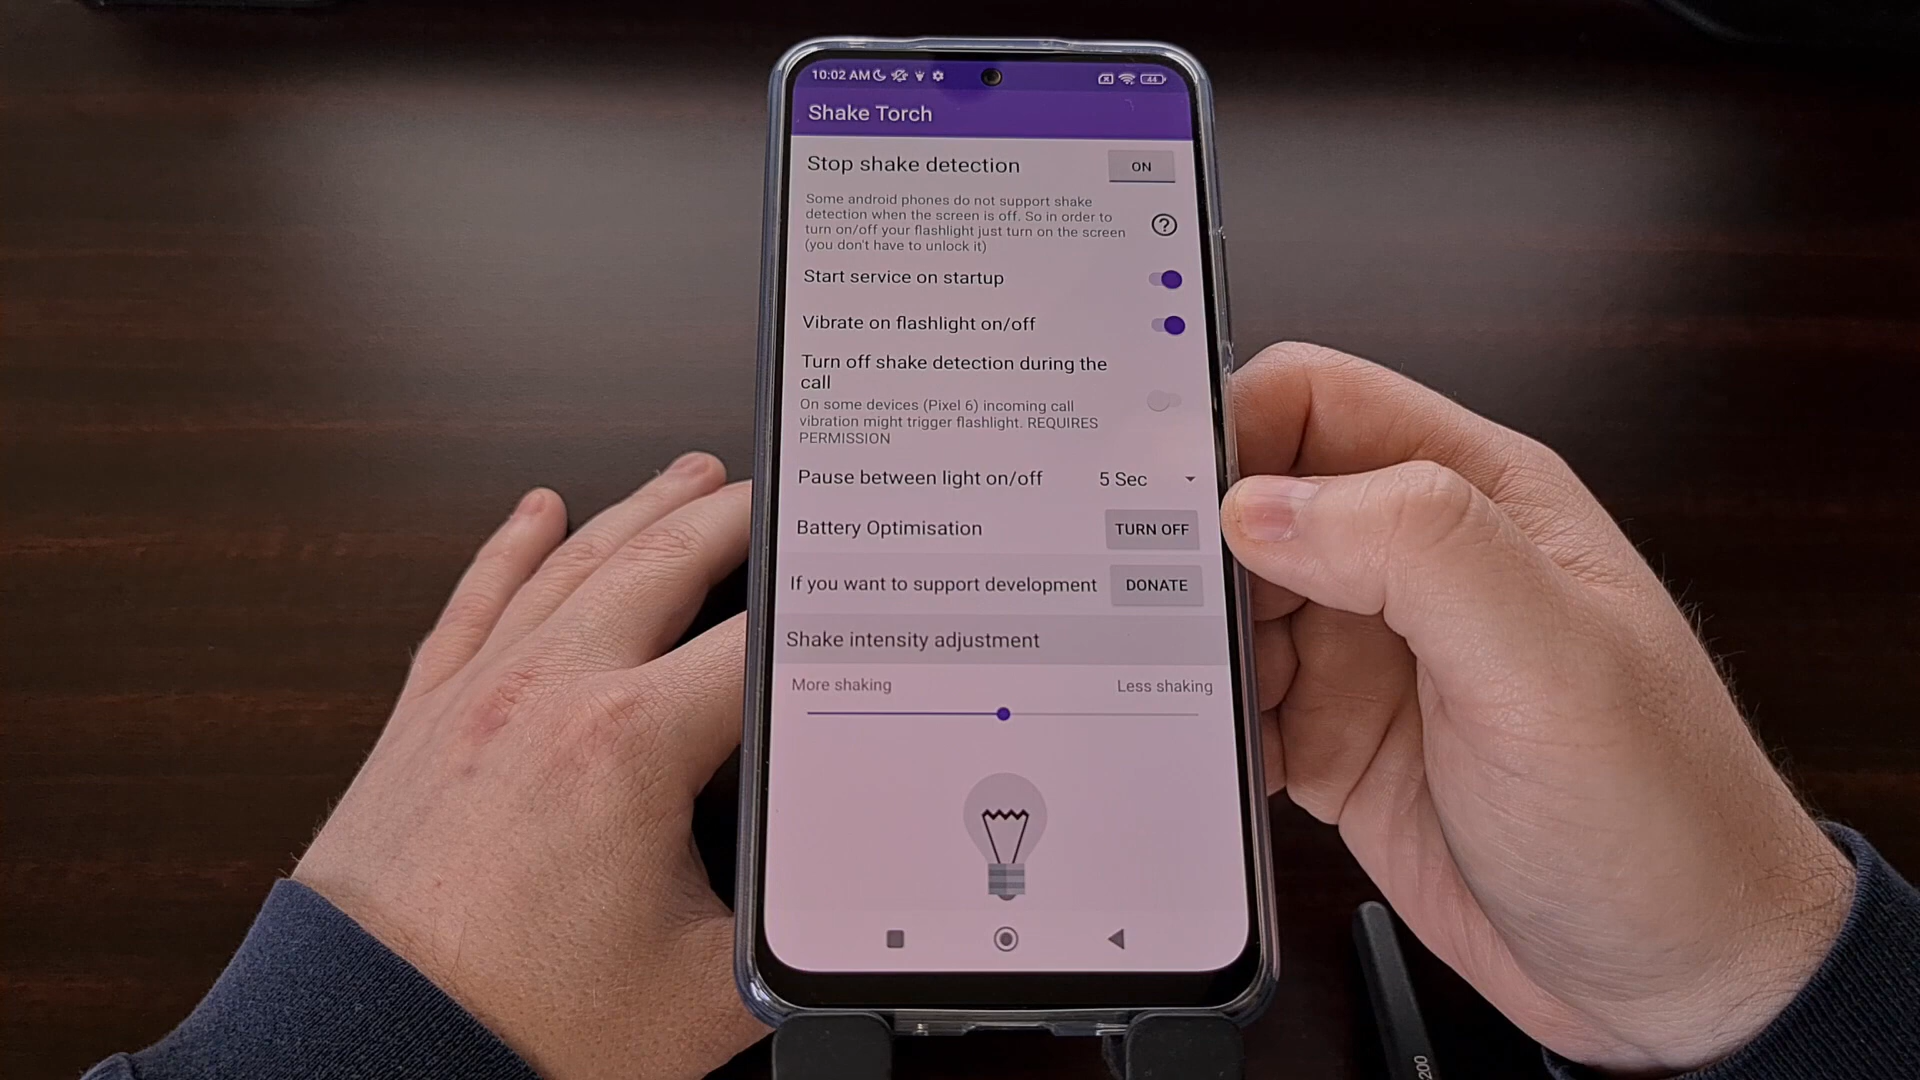 10:02 AM
44
Shake Torch
Stop shake detection
ON
Some android phones do not support shake
detection when the screen is off. So in order to
turn on/off your flashlight just turn on the screen
(you don't have to unlock it)
?
Start service on startup
Vibrate on flashlight on/off
Turn off shake detection during the
call
On some devices (Pixel 6) incoming call
vibration might trigger flashlight. REQUIRES
PERMISSION
Pause between light on/off
5 Sec
Battery Optimisation
TURN OFF
If you want to support development
DONATE
Shake intensity adjustment
More shaking
Less shaking
200